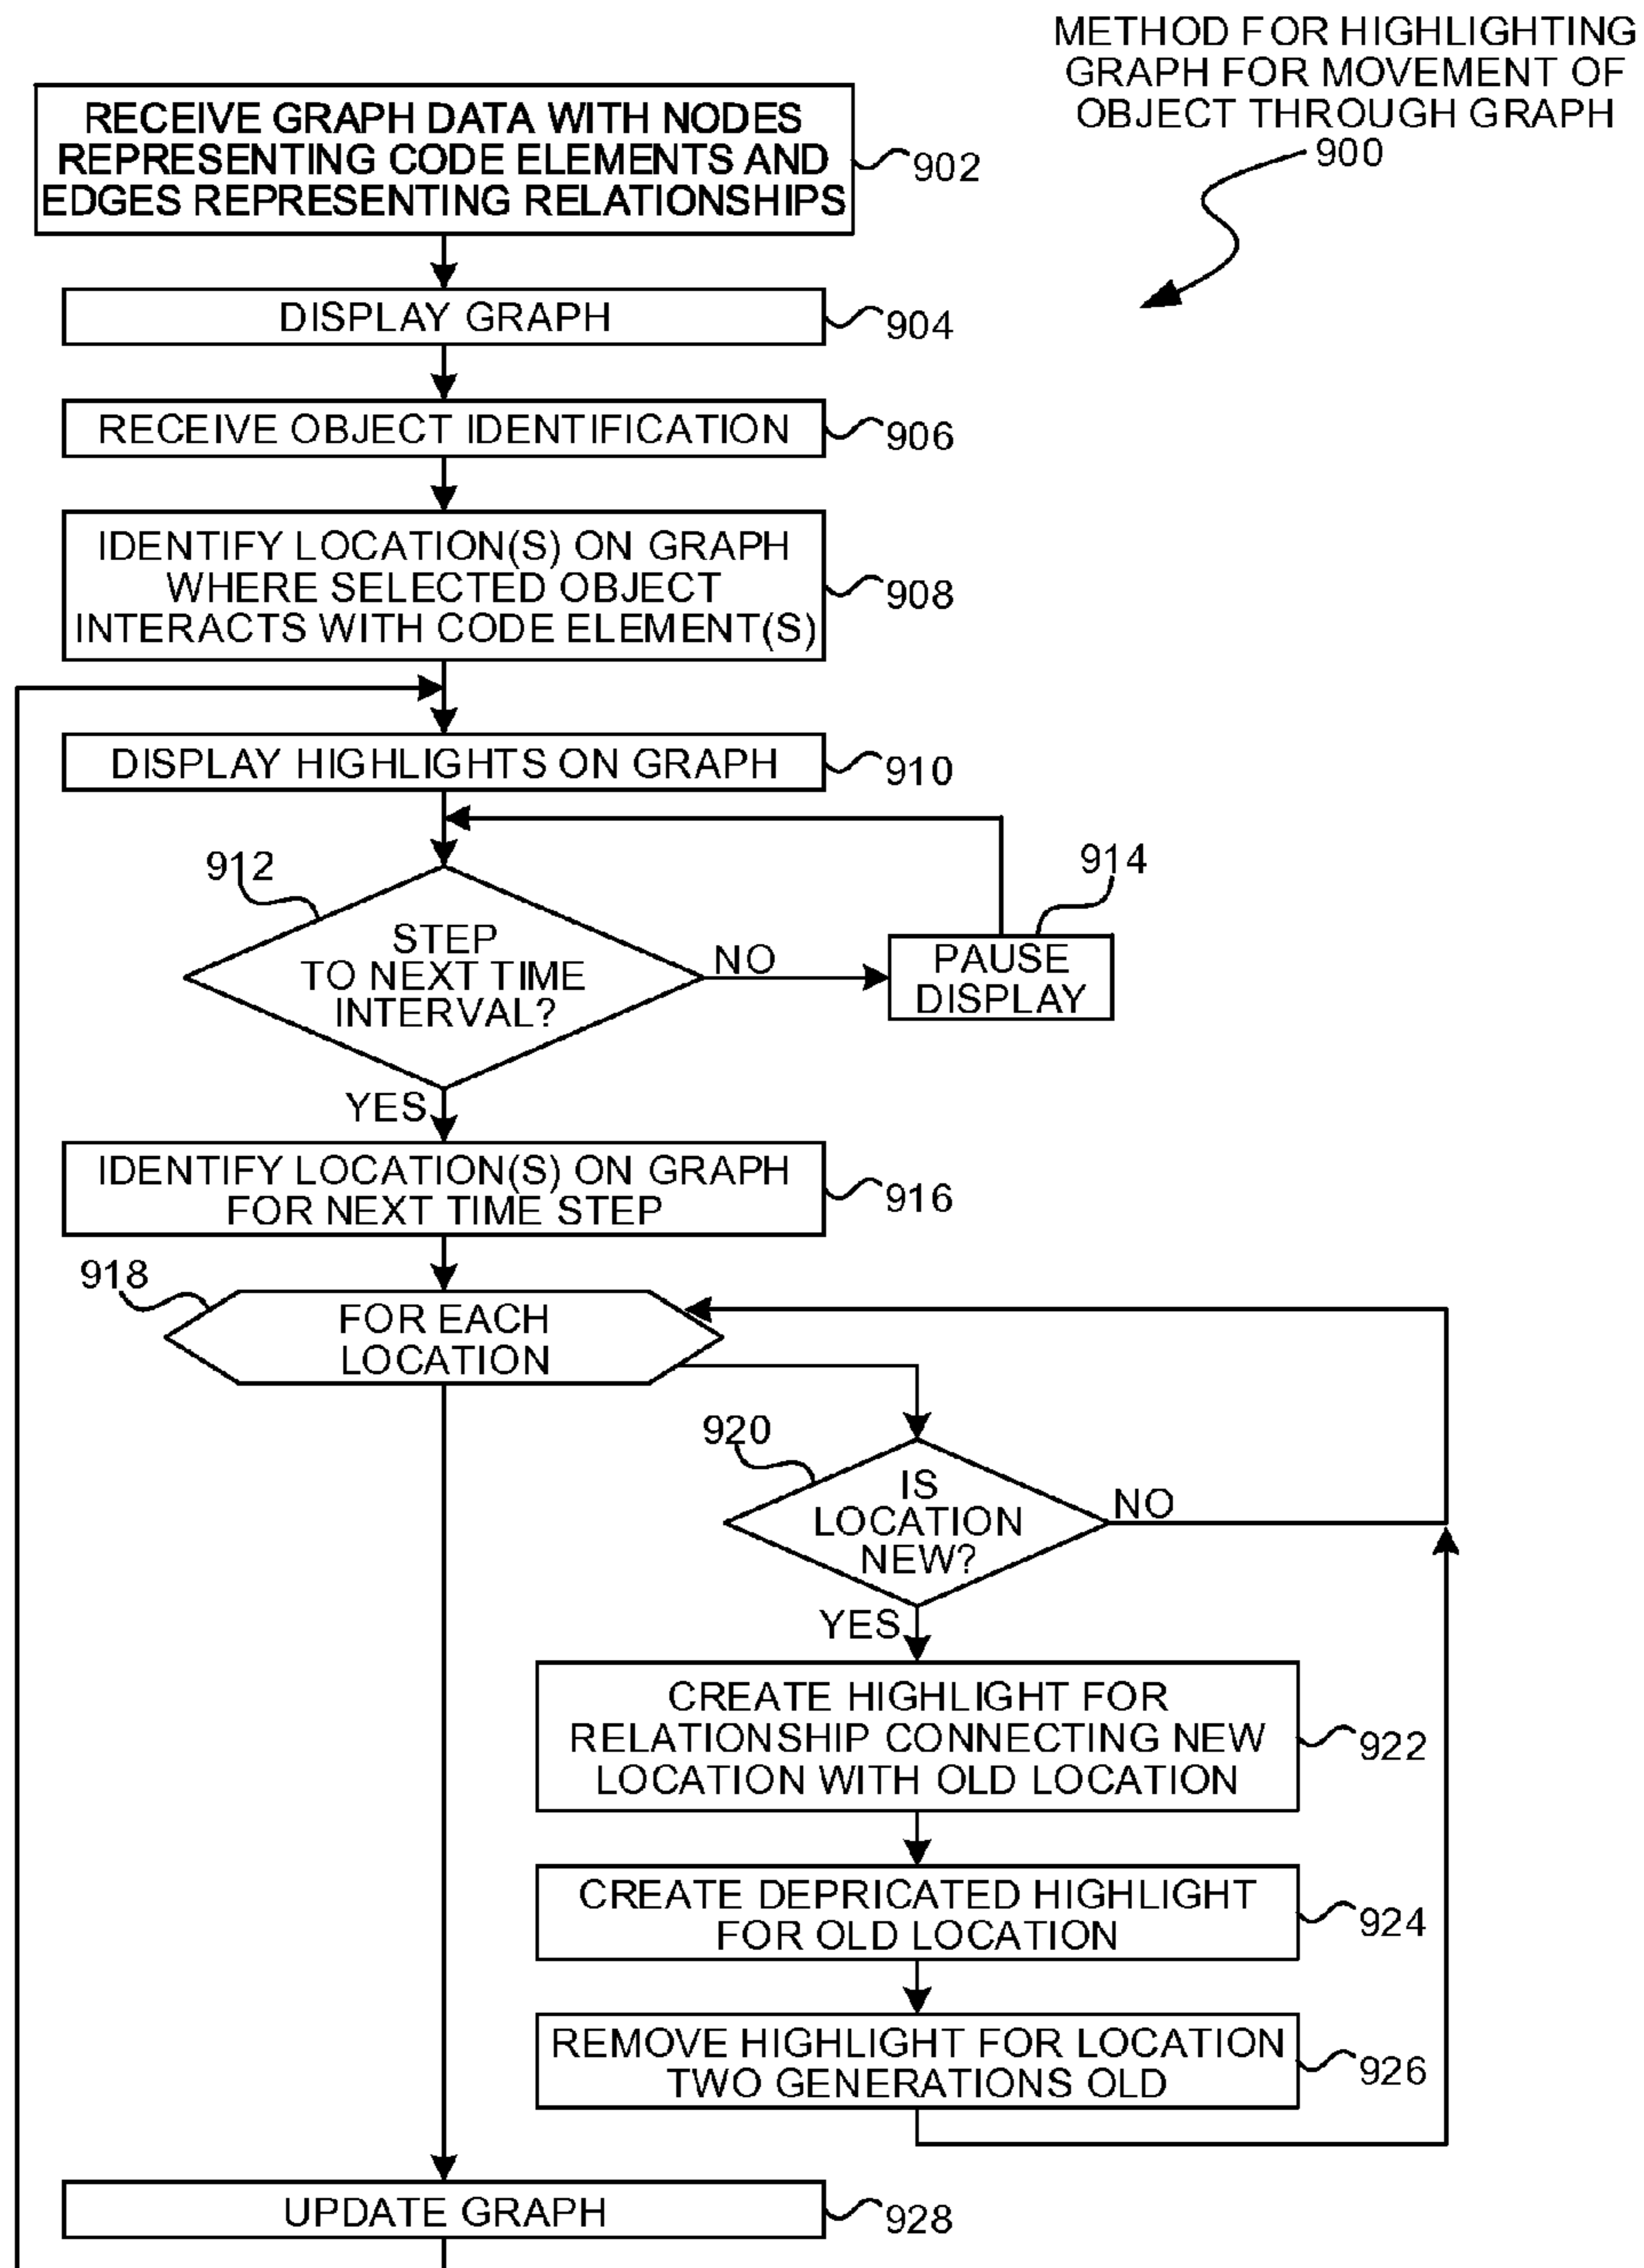 METHOD FOR HIGHLIGHTING
GRAPH FOR MOVEMENT OF
OBJECT THROUGH GRAPH
900
RECEIVE GRAPH DATA WITH NODES
REPRESENTING CODE ELEMENTS AND
EDGES REPRESENTING RELATIONSHIPS
902
DISPLAY GRAPH
904
RECEIVE OBJECT IDENTIFICATION
906
IDENTIFY LOCATION(S) ON GRAPH
WHERE SELECTED OBJECT
INTERACTS WITH CODE ELEMENT(S)
908
DISPLAY HIGHLIGHTS ON GRAPH
910
912
STEP
TO NEXT TIME
INTERVAL?
NO
914
PAUSE
DISPLAY
YES
IDENTIFY LOCATION(S) ON GRAPH
FOR NEXT TIME STEP
916
918
FOR EACH
LOCATION
920
IS
LOCATION
NEW?
NO
YES
CREATE HIGHLIGHT FOR
RELATIONSHIP CONNECTING NEW
LOCATION WITH OLD LOCATION
922
CREATE DEPRICATED HIGHLIGHT
FOR OLD LOCATION
924
REMOVE HIGHLIGHT FOR LOCATION
TWO GENERATIONS OLD
926
UPDATE GRAPH
928